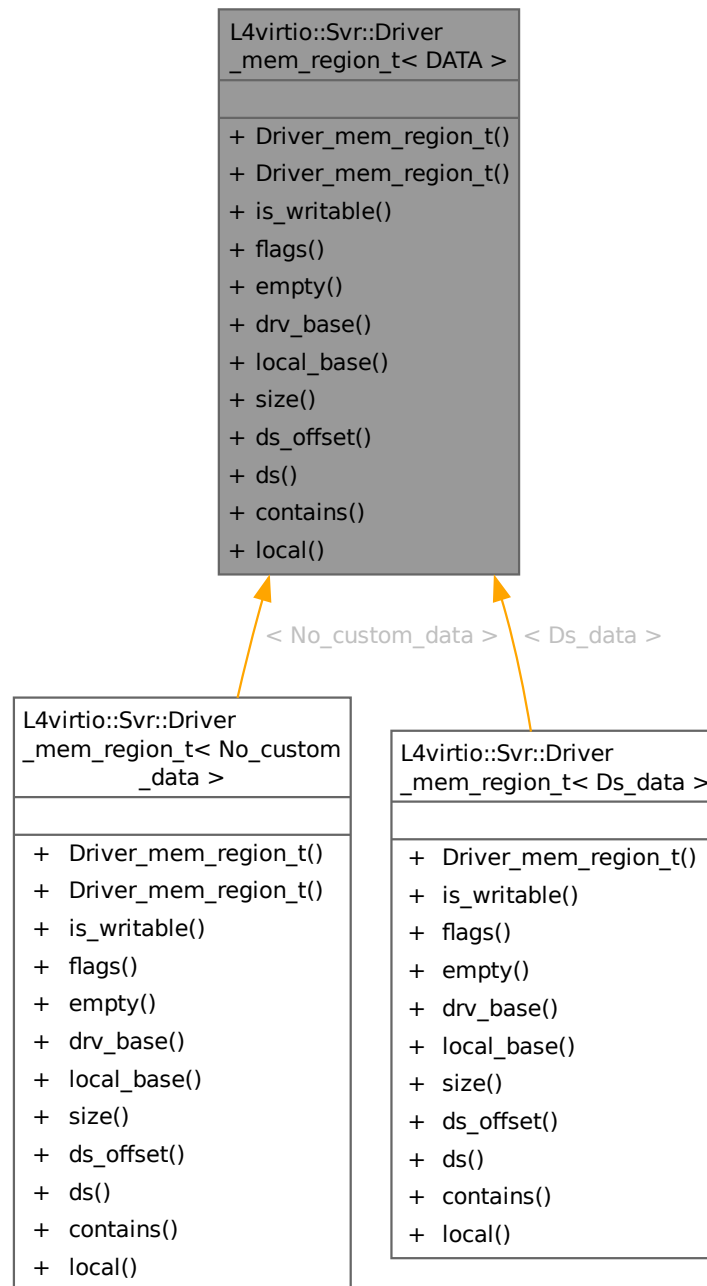 L4virtio::Svr::Driver
_mem_region_t< DATA >
+ Driver_mem_region_t()
+ Driver_mem_region_t()
+ is_writable()
+ flags()
+ empty()
+ drv_base()
+ local_base()
+ size()
+ ds_offset()
+ ds()
+ contains()
+ local()
< No_custom_data >
< Ds_data >
L4virtio::Svr::Driver
_mem_region_t< No_custom
_data >
+ Driver_mem_region_t()
+ Driver_mem_region_t()
+ is_writable()
+ flags()
+ empty()
+ drv_base()
+ local_base()
+ size()
+ ds_offset()
+ ds()
+ contains()
+ local()
L4virtio::Svr::Driver
_mem_region_t< Ds_data >
+ Driver_mem_region_t()
+ is_writable()
+ flags()
+ empty()
+ drv_base()
+ local_base()
+ size()
+ ds_offset()
+ ds()
+ contains()
+ local()